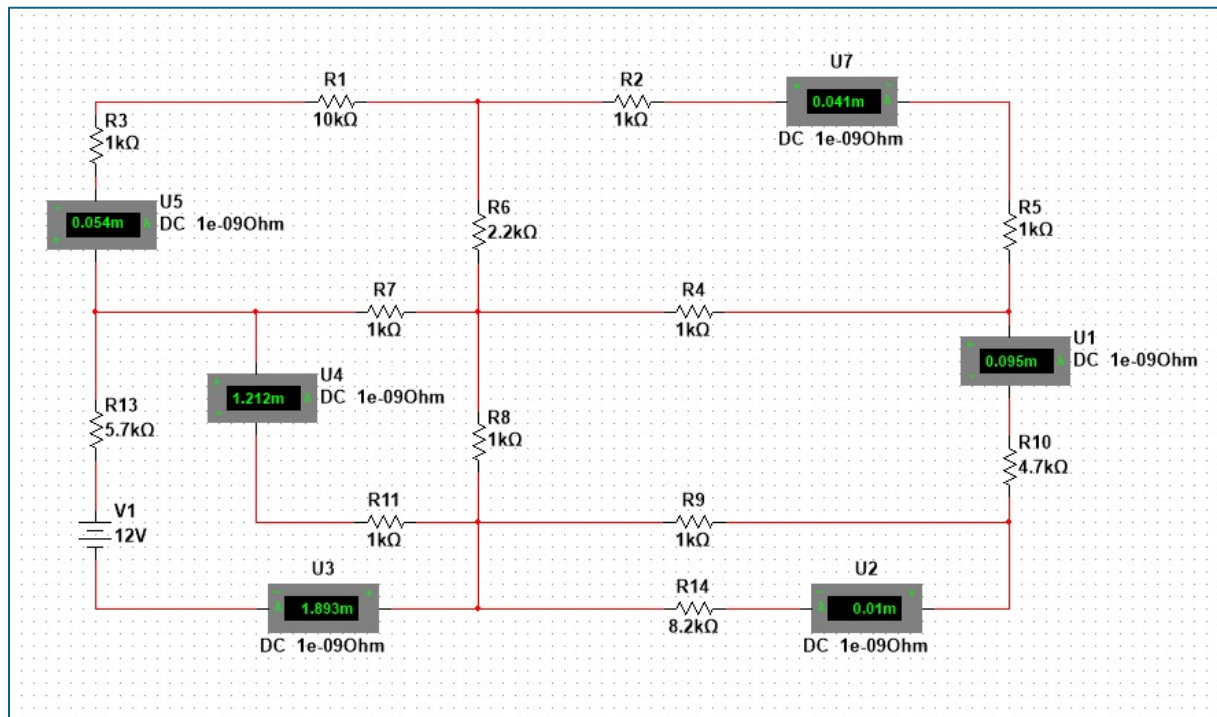 U7
R1
R2
+ 0.041m - A
10kΩ
1kΩ
DC 1e-09Ohm
R3
1kΩ
U5
- 0.054m A +
DC 1e-09Ohm
R6
2.2kΩ
R5
1kΩ
R7
1kΩ
R4
1kΩ
U1
+ 0.095m A -
DC 1e-09Ohm
U4
+ 1.212m A -
DC 1e-09Ohm
R13
5.7kΩ
R8
1kΩ
R10
4.7kΩ
V1
12V
R11
1kΩ
R9
1kΩ
U3
- A 1.893m +
DC 1e-09Ohm
R14
8.2kΩ
U2
- A 0.01m +
DC 1e-09Ohm